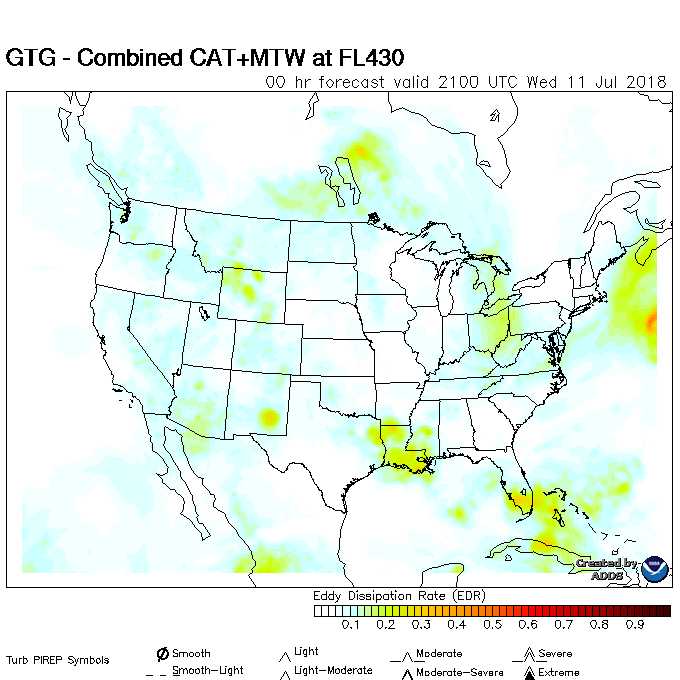 GTG - Combined CAT+MTW at FL430
00 hr forecast valid 2100 UTC Wed 11 Jul 2018
Created by
ADDS
NOAA
Eddy Dissipation Rate (EDR)
0.1 0.2 0.3 0.4 0.5 0.6 0.7 0.8 0.9
Turb PIREP Symbols
Smooth Light Moderate Severe
Smooth-Light Light-Moderate Moderate-Severe Extreme